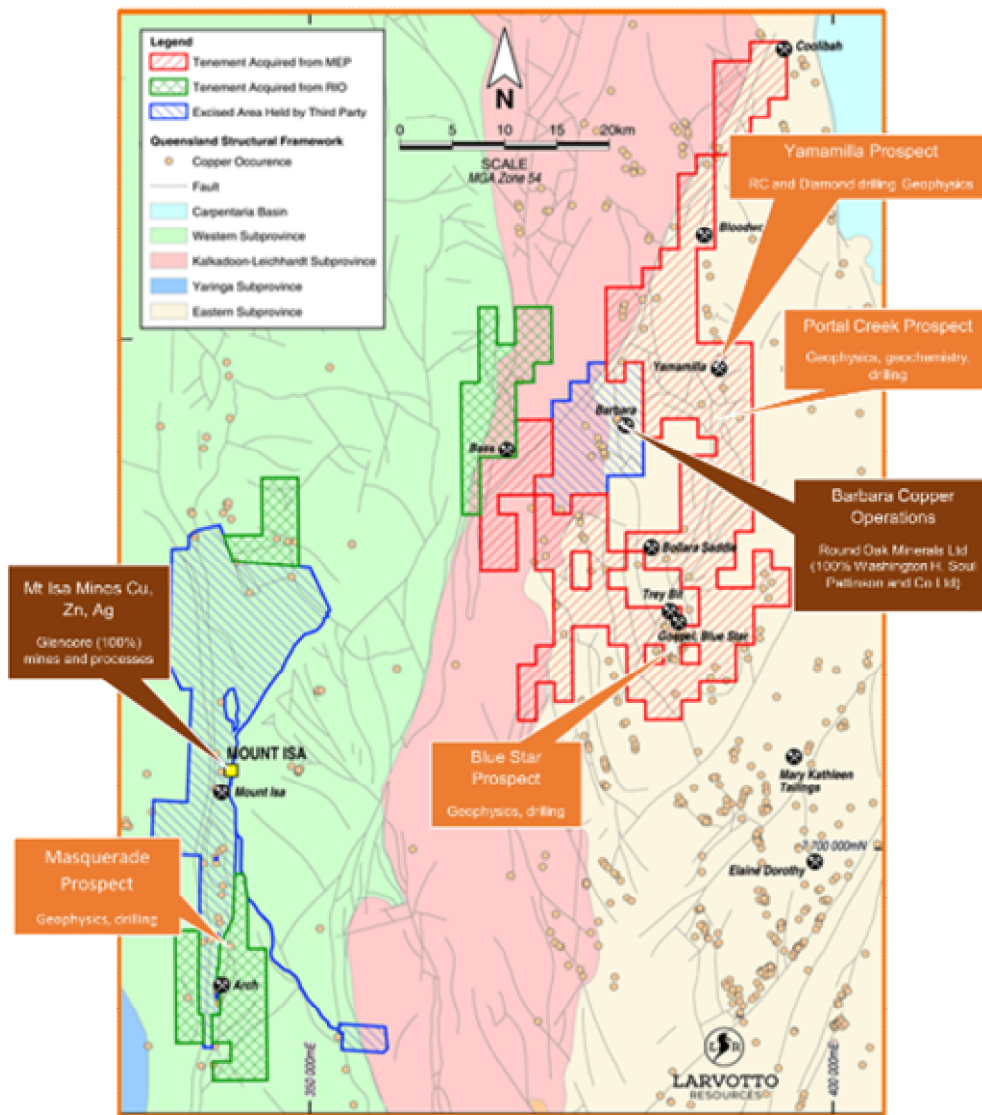 Legend
Tenement Acquired from MEP
Tenement Acquired from RIO
Excised Area Held by Third Party
Queensland Structural Framework
Copper Occurence
Fault
Carpentaria Basin
Western Subprovince
Kalkadoon-Leichhardt Subprovince
Yaringa Subprovince
Eastern Subprovince
N
0 5 10 15 20km
SCALE
MGA Zone 54
Coolibah
Yamamilla Prospect
RC and Diamond drilling Geophysics
Portal Creek Prospect
Geophysics, geochemistry,
drilling
Yamamilla
Barbara
Bass
Barbara Copper
Operations
Round Oak Minerals Ltd
(100% Washington H. Soul
Pattinson and Co Ltd)
Bollara Saddle
Trey Bit
Gospel, Blue Star
Mt Isa Mines Cu,
Zn, Ag
Glencore (100%)
mines and processes
MOUNT ISA
Mount Isa
Blue Star
Prospect
Geophysics, drilling
Mary Kathleen
Tailings
7 700 000mN
Elaine Dorothy
Masquerade
Prospect
Geophysics, drilling
Arch
350 000mE
400 000mE
LSR
LARVOTTO
RESOURCES